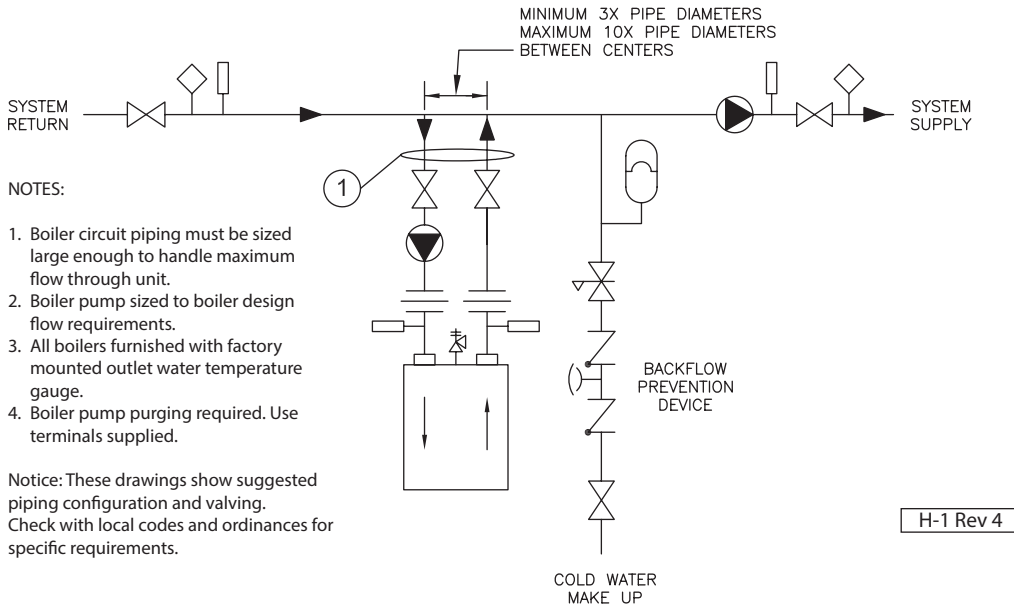 MINIMUM 3X PIPE DIAMETERS
MAXIMUM 10X PIPE DIAMETERS
BETWEEN CENTERS
SYSTEM
RETURN
SYSTEM
SUPPLY
1
NOTES:
1. Boiler circuit piping must be sized
large enough to handle maximum
flow through unit.
2. Boiler pump sized to boiler design
flow requirements.
3. All boilers furnished with factory
mounted outlet water temperature
gauge.
4. Boiler pump purging required. Use
terminals supplied.
Notice: These drawings show suggested
piping configuration and valving.
Check with local codes and ordinances for
specific requirements.
BACKFLOW
PREVENTION
DEVICE
H-1 Rev 4
COLD WATER
MAKE UP